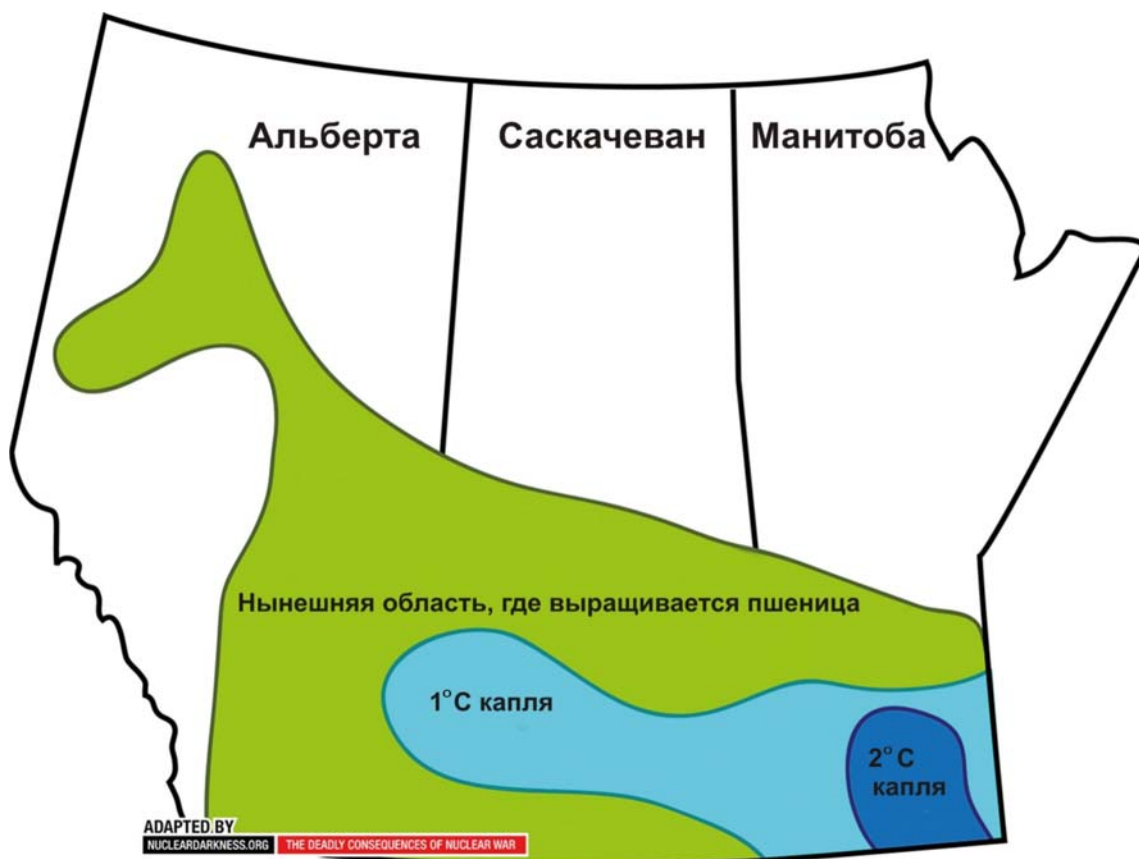 Альберта
Саскачеван
Манитоба
Нынешняя область, где выращивается пшеница
1°C капля
2°C
капля
ADAPTED BY
NUCLEARDARKNESS.ORG THE DEADLY CONSEQUENCES OF NUCLEAR WAR